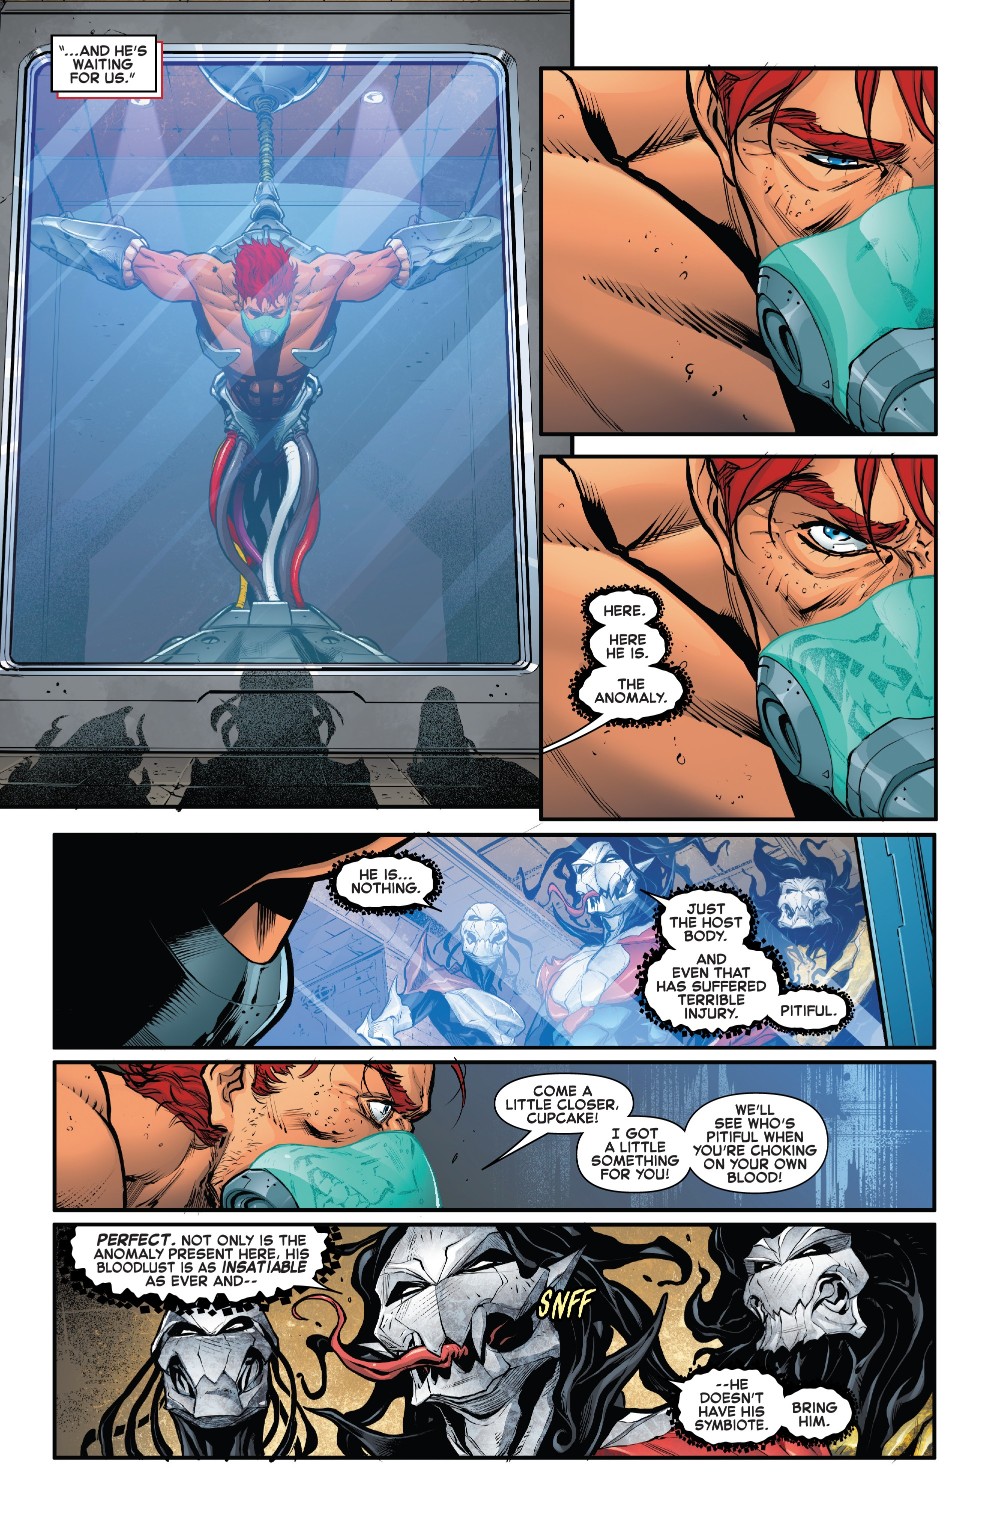 "...AND HE'S
WAITING
FOR US."
HERE.
HERE
HE IS.
THE
ANOMALY.
HE IS...
NOTHING.
JUST
THE HOST
BODY.
AND
EVEN THAT
HAS SUFFERED
TERRIBLE
INJURY.
PITIFUL.
COME A
LITTLE CLOSER,
CUPCAKE!
I GOT
A LITTLE
SOMETHING
FOR YOU!
WE'LL
SEE WHO'S
PITIFUL WHEN
YOU'RE CHOKING
ON YOUR OWN
BLOOD!
PERFECT. NOT ONLY IS THE
ANOMALY PRESENT HERE, HIS
BLOODLUST IS AS INSATIABLE
AS EVER AND--
SNFF
--HE
DOESN'T
HAVE HIS
SYMBIOTE.
BRING
HIM.